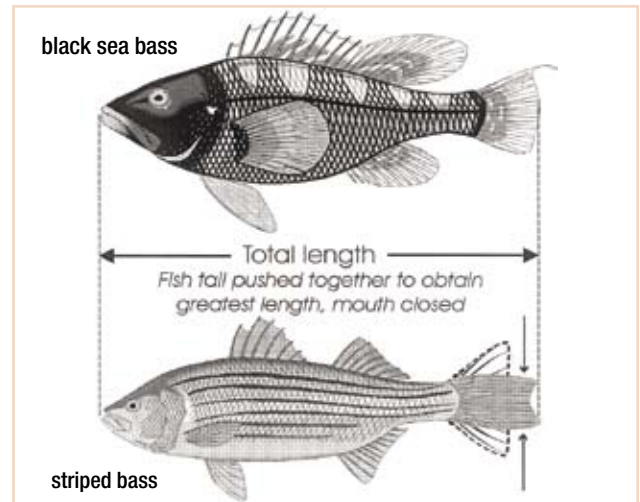 black sea bass
Total length
Fish tail pushed together to obtain
greatest length, mouth closed
striped bass